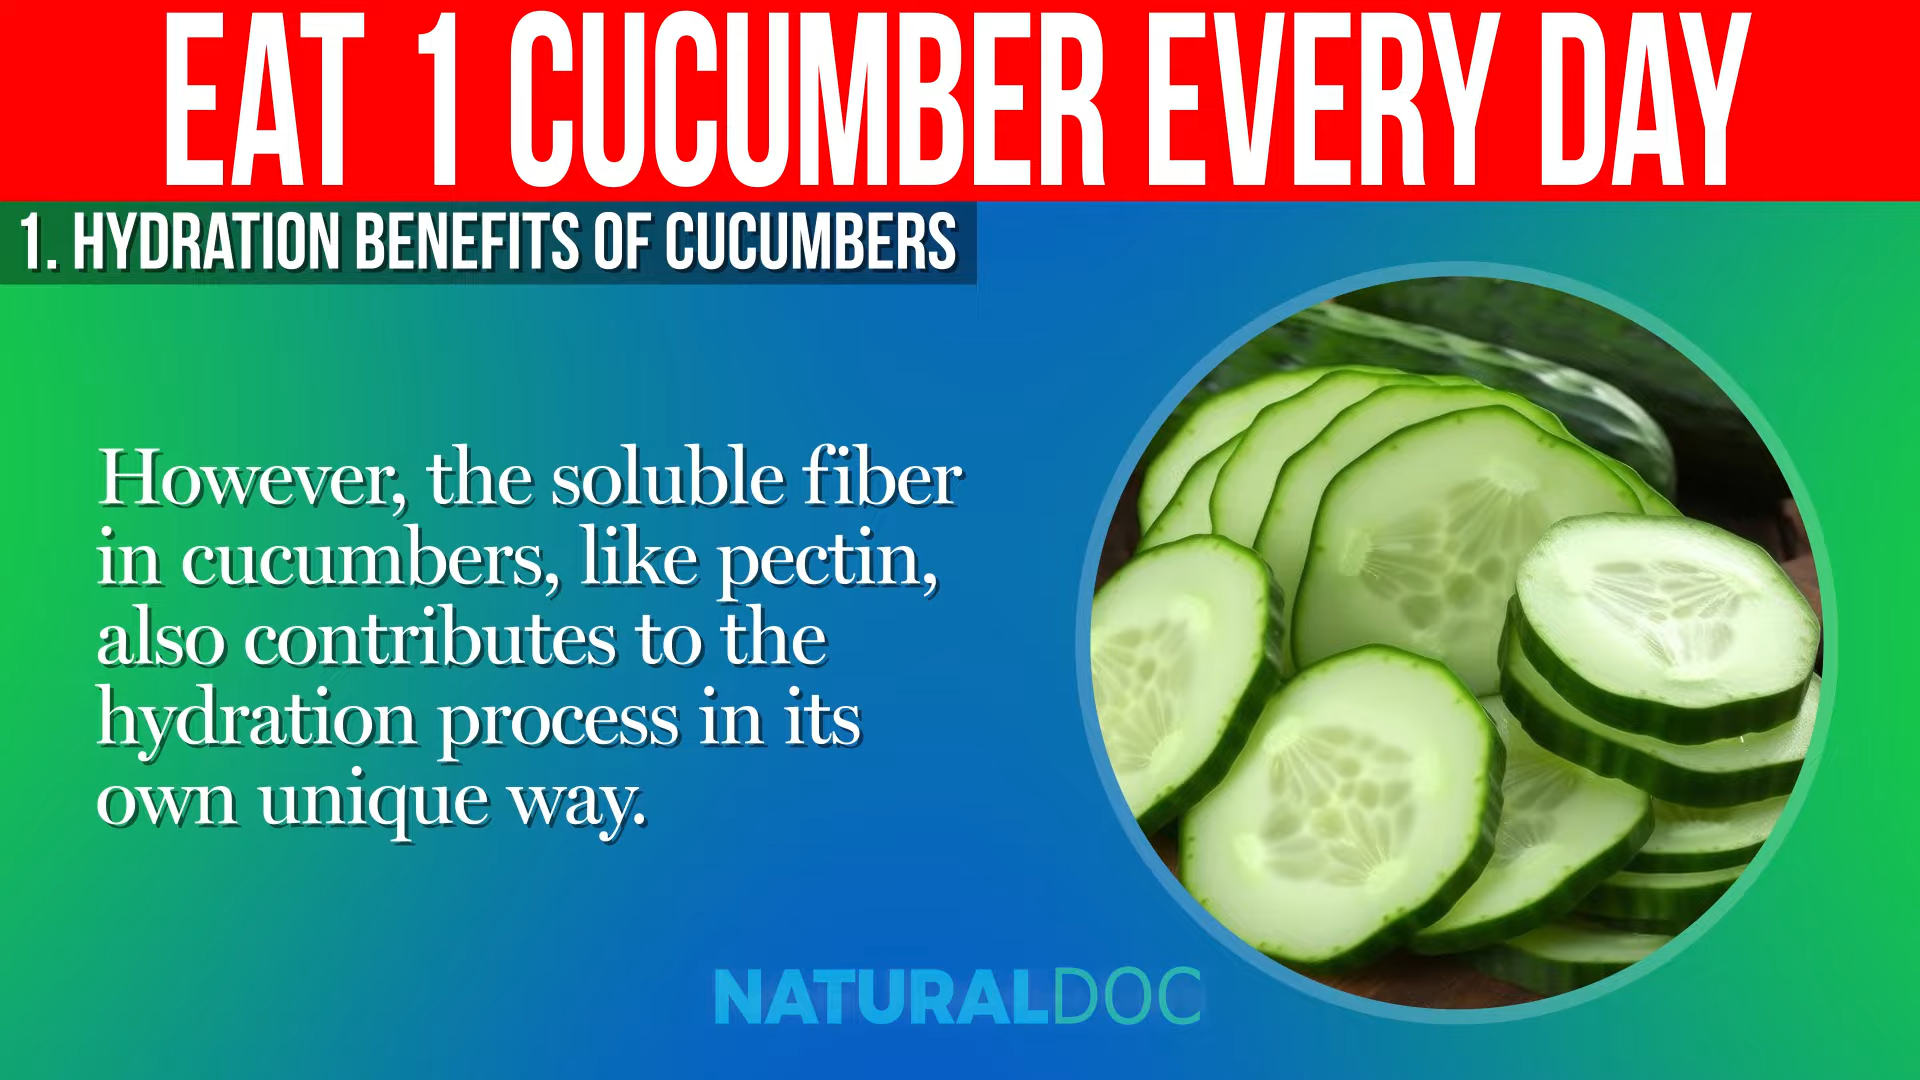 EAT 1 CUCUMBER EVERY DAY
1. HYDRATION BENEFITS OF CUCUMBERS
However, the soluble fiber
in cucumbers, like pectin,
also contributes to the
hydration process in its
own unique way.
NATURALDOC